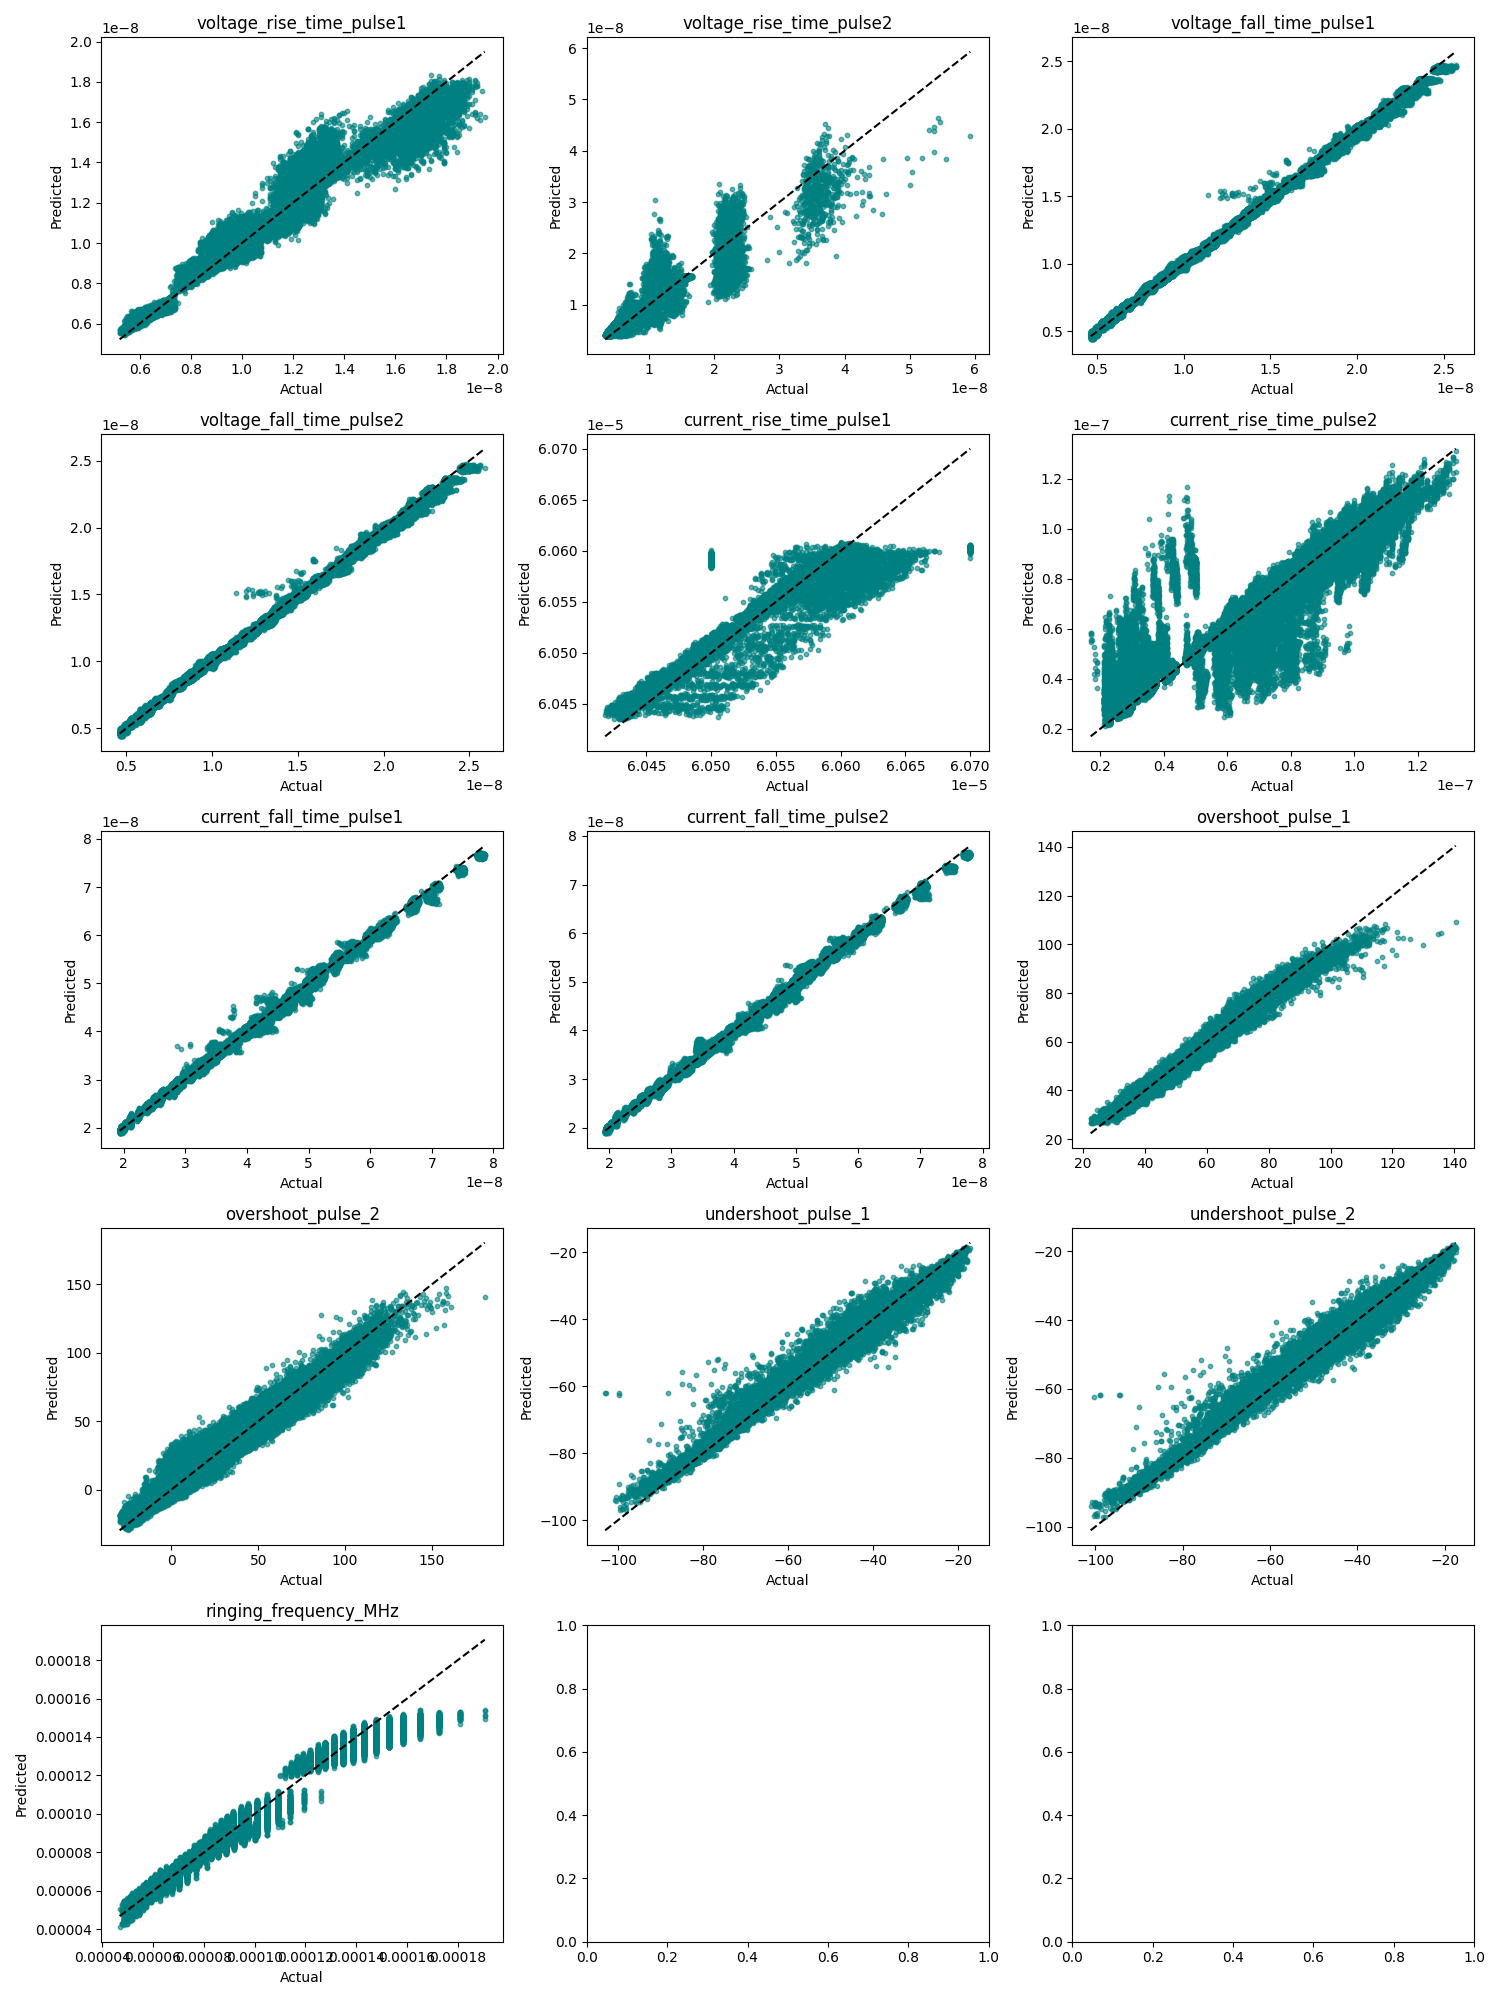 voltage_rise_time_pulse1
1e−8
2.0
1.8
1.6
1.4
1.2
1.0
0.8
0.6
Predicted
0.6 0.8 1.0 1.2 1.4 1.6 1.8 2.0
Actual
1e−8
voltage_rise_time_pulse2
1e−8
6
5
4
3
2
1
Predicted
1 2 3 4 5 6
Actual
1e−8
voltage_fall_time_pulse1
1e−8
2.5
2.0
1.5
1.0
0.5
Predicted
0.5 1.0 1.5 2.0 2.5
Actual
1e−8
voltage_fall_time_pulse2
1e−8
2.5
2.0
1.5
1.0
0.5
Predicted
0.5 1.0 1.5 2.0 2.5
Actual
1e−8
current_rise_time_pulse1
1e−5
6.070
6.065
6.060
6.055
6.050
6.045
Predicted
6.045 6.050 6.055 6.060 6.065 6.070
Actual
1e−5
current_rise_time_pulse2
1e−7
1.2
1.0
0.8
0.6
0.4
0.2
Predicted
0.2 0.4 0.6 0.8 1.0 1.2
Actual
1e−7
current_fall_time_pulse1
1e−8
8
7
6
5
4
3
2
Predicted
2 3 4 5 6 7 8
Actual
1e−8
current_fall_time_pulse2
1e−8
8
7
6
5
4
3
2
Predicted
2 3 4 5 6 7 8
Actual
1e−8
overshoot_pulse_1
140
120
100
80
60
40
20
Predicted
20 40 60 80 100 120 140
Actual
overshoot_pulse_2
150
100
50
0
Predicted
0 50 100 150
Actual
undershoot_pulse_1
−20
−40
−60
−80
−100
Predicted
−100 −80 −60 −40 −20
Actual
undershoot_pulse_2
−20
−40
−60
−80
−100
Predicted
−100 −80 −60 −40 −20
Actual
ringing_frequency_MHz
0.00018
0.00016
0.00014
0.00012
0.00010
0.00008
0.00006
0.00004
Predicted
0.00004 0.00006 0.00008 0.00010 0.00012 0.00014 0.00016 0.00018
Actual
1.0
0.8
0.6
0.4
0.2
0.0
0.0 0.2 0.4 0.6 0.8 1.0
1.0
0.8
0.6
0.4
0.2
0.0
0.0 0.2 0.4 0.6 0.8 1.0